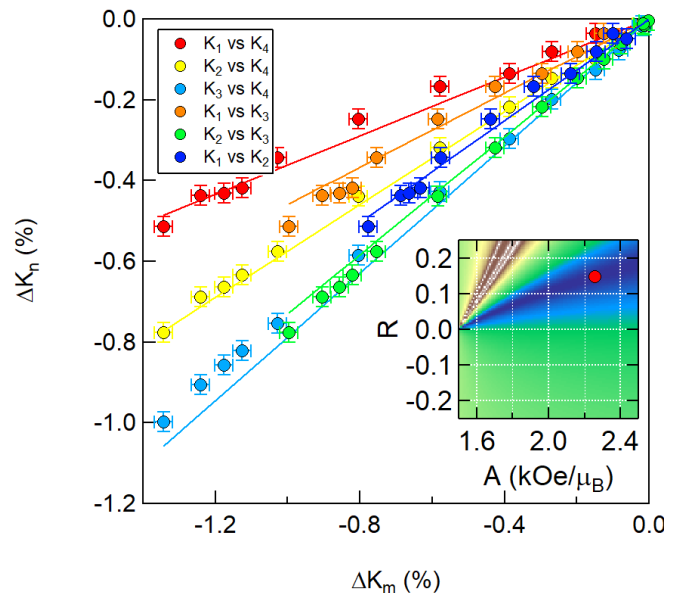 0.0
-0.2
-0.4
-0.6
-0.8
-1.0
-1.2
ΔKₙ (%)
K₁ vs K₄
K₂ vs K₄
K₃ vs K₄
K₁ vs K₃
K₂ vs K₃
K₁ vs K₂
0.2
0.1
0.0
-0.1
-0.2
R
1.6 2.0 2.4
A (kOe/μ_B)
-1.2 -0.8 -0.4 0.0
ΔKₘ (%)